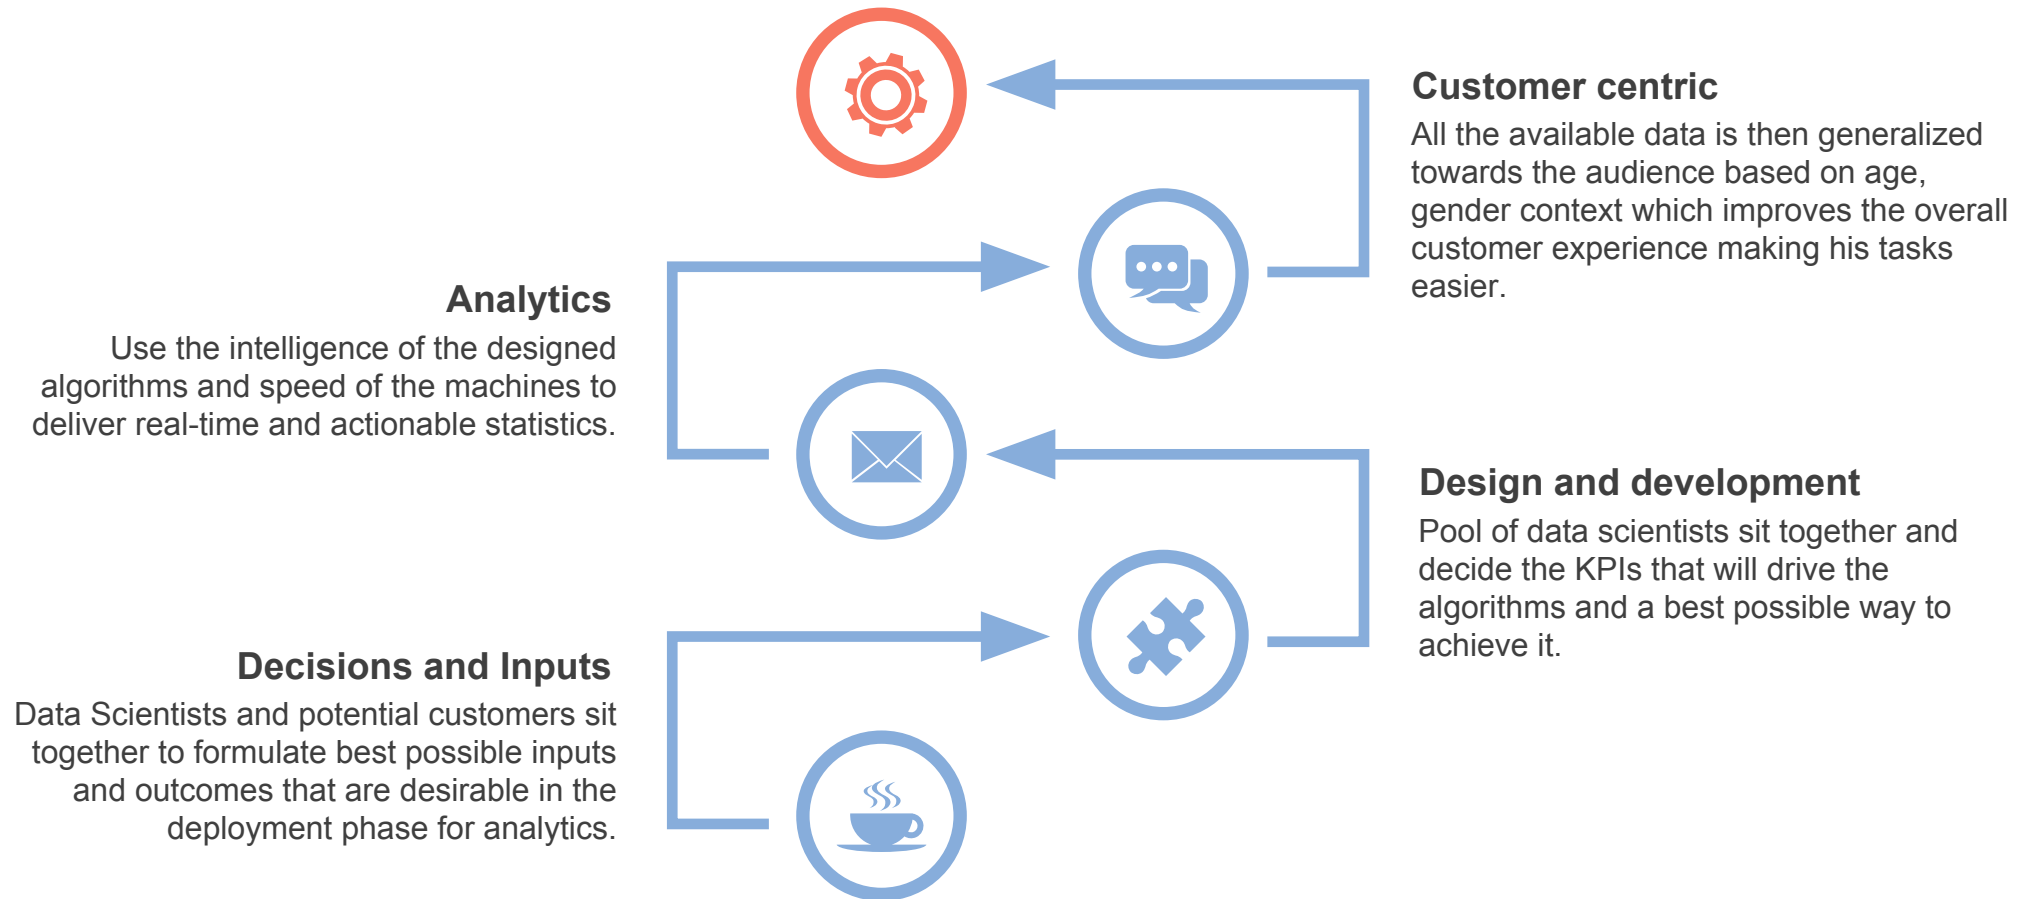 Customer centric
All the available data is then generalized
towards the audience based on age,
gender context which improves the overall
customer experience making his tasks
easier.
Analytics
Use the intelligence of the designed
algorithms and speed of the machines to
deliver real-time and actionable statistics.
Design and development
Pool of data scientists sit together and
decide the KPIs that will drive the
algorithms and a best possible way to
achieve it.
Decisions and Inputs
Data Scientists and potential customers sit
together to formulate best possible inputs
and outcomes that are desirable in the
deployment phase for analytics.